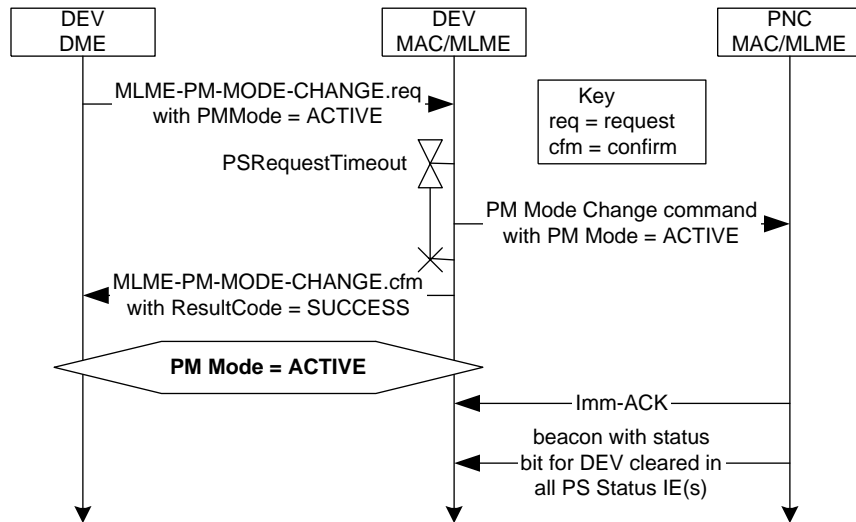 DEV
DME
DEV
MAC/MLME
PNC
MAC/MLME
MLME-PM-MODE-CHANGE.req
with PMMode = ACTIVE
Key
req = request
cfm = confirm
PSRequestTimeout
PM Mode Change command
with PM Mode = ACTIVE
MLME-PM-MODE-CHANGE.cfm
with ResultCode = SUCCESS
PM Mode = ACTIVE
Imm-ACK
beacon with status
bit for DEV cleared in
all PS Status IE(s)